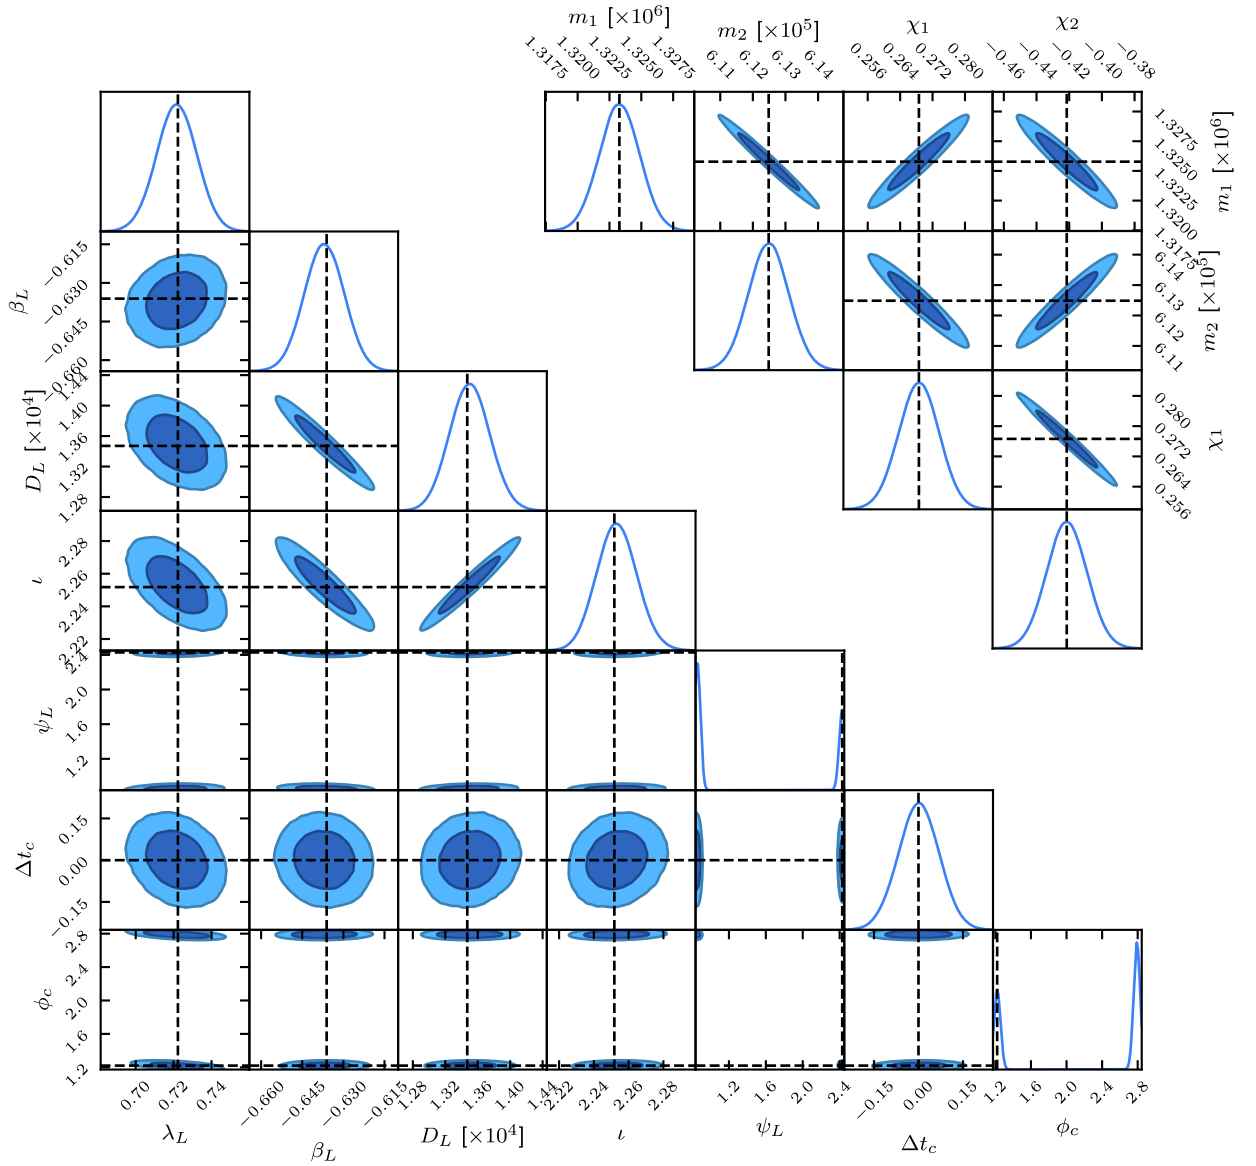 m₁ [×10⁶]
m₂ [×10⁵]
χ₁
χ₂
1.3175 1.3200 1.3225 1.3250 1.3275
6.11 6.12 6.13 6.14
0.256 0.264 0.272 0.280
−0.46 −0.44 −0.42 −0.40 −0.38
1.3275 1.3250 1.3225 1.3200 1.3175
m₁ [×10⁶]
β_L
−0.615 −0.630 −0.645 −0.660
6.14 6.13 6.12 6.11
m₂ [×10⁵]
D_L [×10⁴]
1.44 1.40 1.36 1.32 1.28
0.280 0.272 0.264 0.256
χ₁
ι
2.28 2.26 2.24 2.22
ψ_L
2.4 2.0 1.6 1.2
Δt_c
0.15 0.00 −0.15
ϕ_c
2.8 2.4 2.0 1.6 1.2
0.70 0.72 0.74
−0.660 −0.645 −0.630 −0.615
1.28 1.32 1.36 1.40 1.44
2.22 2.24 2.26 2.28
1.2 1.6 2.0 2.4
−0.15 0.00 0.15
1.2 1.6 2.0 2.4 2.8
λ_L
β_L
D_L [×10⁴]
ι
ψ_L
Δt_c
ϕ_c